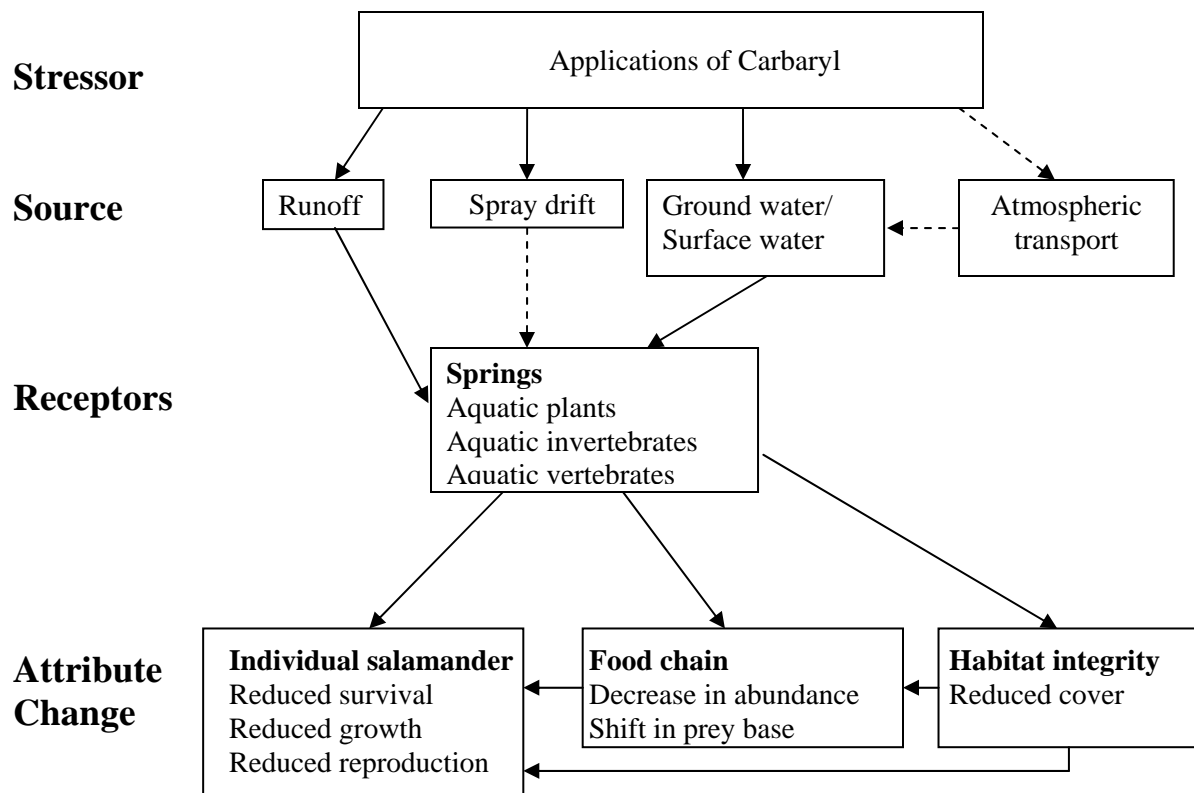 Stressor
Applications of Carbaryl
Source
Runoff
Spray drift
Ground water/
Surface water
Atmospheric
transport
Receptors
Springs
Aquatic plants
Aquatic invertebrates
Aquatic vertebrates
Attribute
Change
Individual salamander
Reduced survival
Reduced growth
Reduced reproduction
Food chain
Decrease in abundance
Shift in prey base
Habitat integrity
Reduced cover